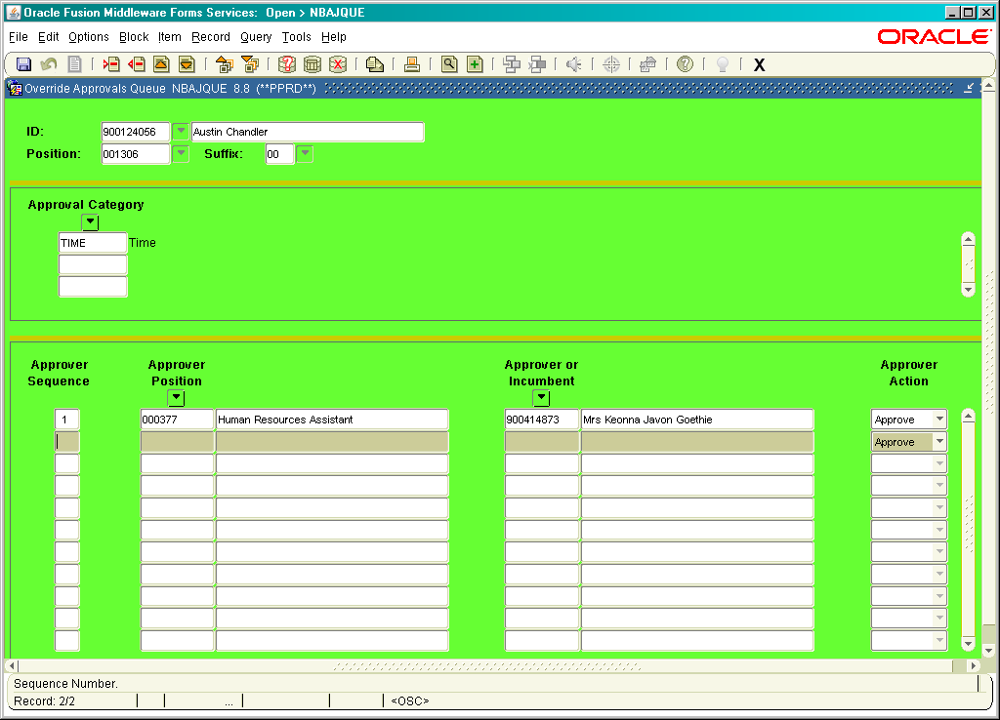 Oracle Fusion Middleware Forms Services:  Open > NBAJQUE
File Edit Options Block Item Record Query Tools Help
ORACLE
X
Override Approvals Queue  NBAJQUE  8.8  (**PPRD**)
ID: 900124056 Austin Chandler
Position: 001306 Suffix: 00
Approval Category
TIME Time
Approver Approver Approver or Approver
Sequence Position Incumbent Action
1 000377 Human Resources Assistant 900414873 Mrs Keonna Javon Goethie Approve
Approve
Sequence Number.
Record: 2/2 ... <OSC>